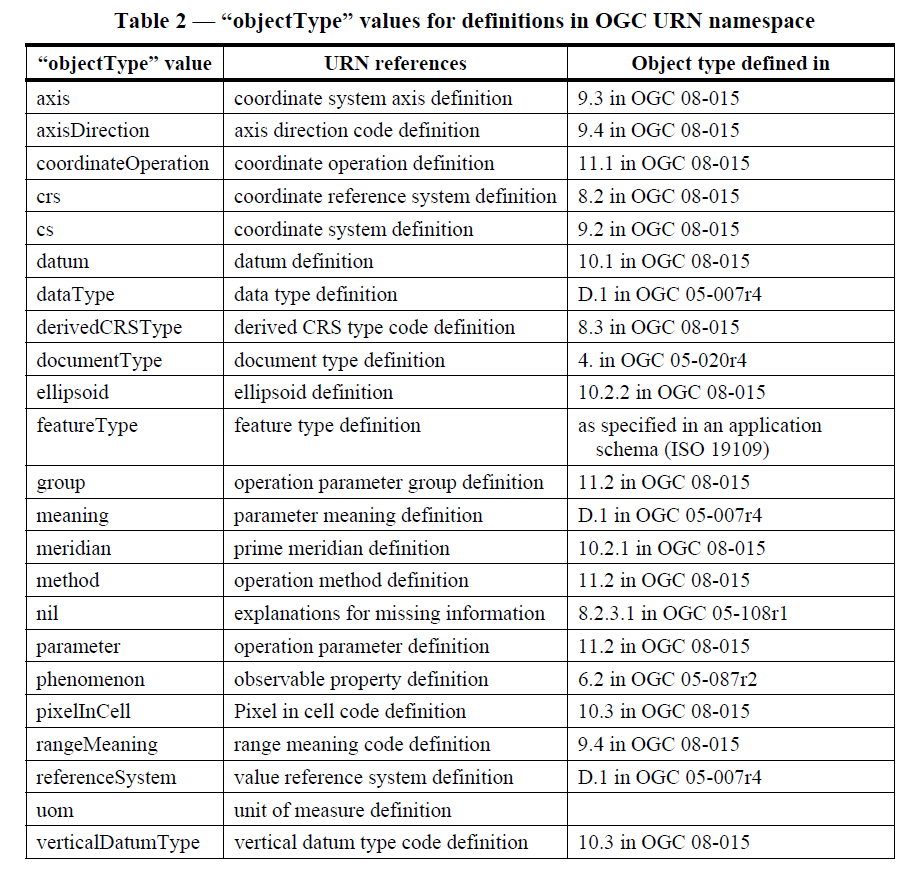 Table 2 — “objectType” values for definitions in OGC URN namespace
“objectType” value URN references Object type defined in
axis coordinate system axis definition 9.3 in OGC 08-015
axisDirection axis direction code definition 9.4 in OGC 08-015
coordinateOperation coordinate operation definition 11.1 in OGC 08-015
crs coordinate reference system definition 8.2 in OGC 08-015
cs coordinate system definition 9.2 in OGC 08-015
datum datum definition 10.1 in OGC 08-015
dataType data type definition D.1 in OGC 05-007r4
derivedCRSType derived CRS type code definition 8.3 in OGC 08-015
documentType document type definition 4. in OGC 05-020r4
ellipsoid ellipsoid definition 10.2.2 in OGC 08-015
featureType feature type definition as specified in an application
schema (ISO 19109)
group operation parameter group definition 11.2 in OGC 08-015
meaning parameter meaning definition D.1 in OGC 05-007r4
meridian prime meridian definition 10.2.1 in OGC 08-015
method operation method definition 11.2 in OGC 08-015
nil explanations for missing information 8.2.3.1 in OGC 05-108r1
parameter operation parameter definition 11.2 in OGC 08-015
phenomenon observable property definition 6.2 in OGC 05-087r2
pixelInCell Pixel in cell code definition 10.3 in OGC 08-015
rangeMeaning range meaning code definition 9.4 in OGC 08-015
referenceSystem value reference system definition D.1 in OGC 05-007r4
uom unit of measure definition
verticalDatumType vertical datum type code definition 10.3 in OGC 08-015